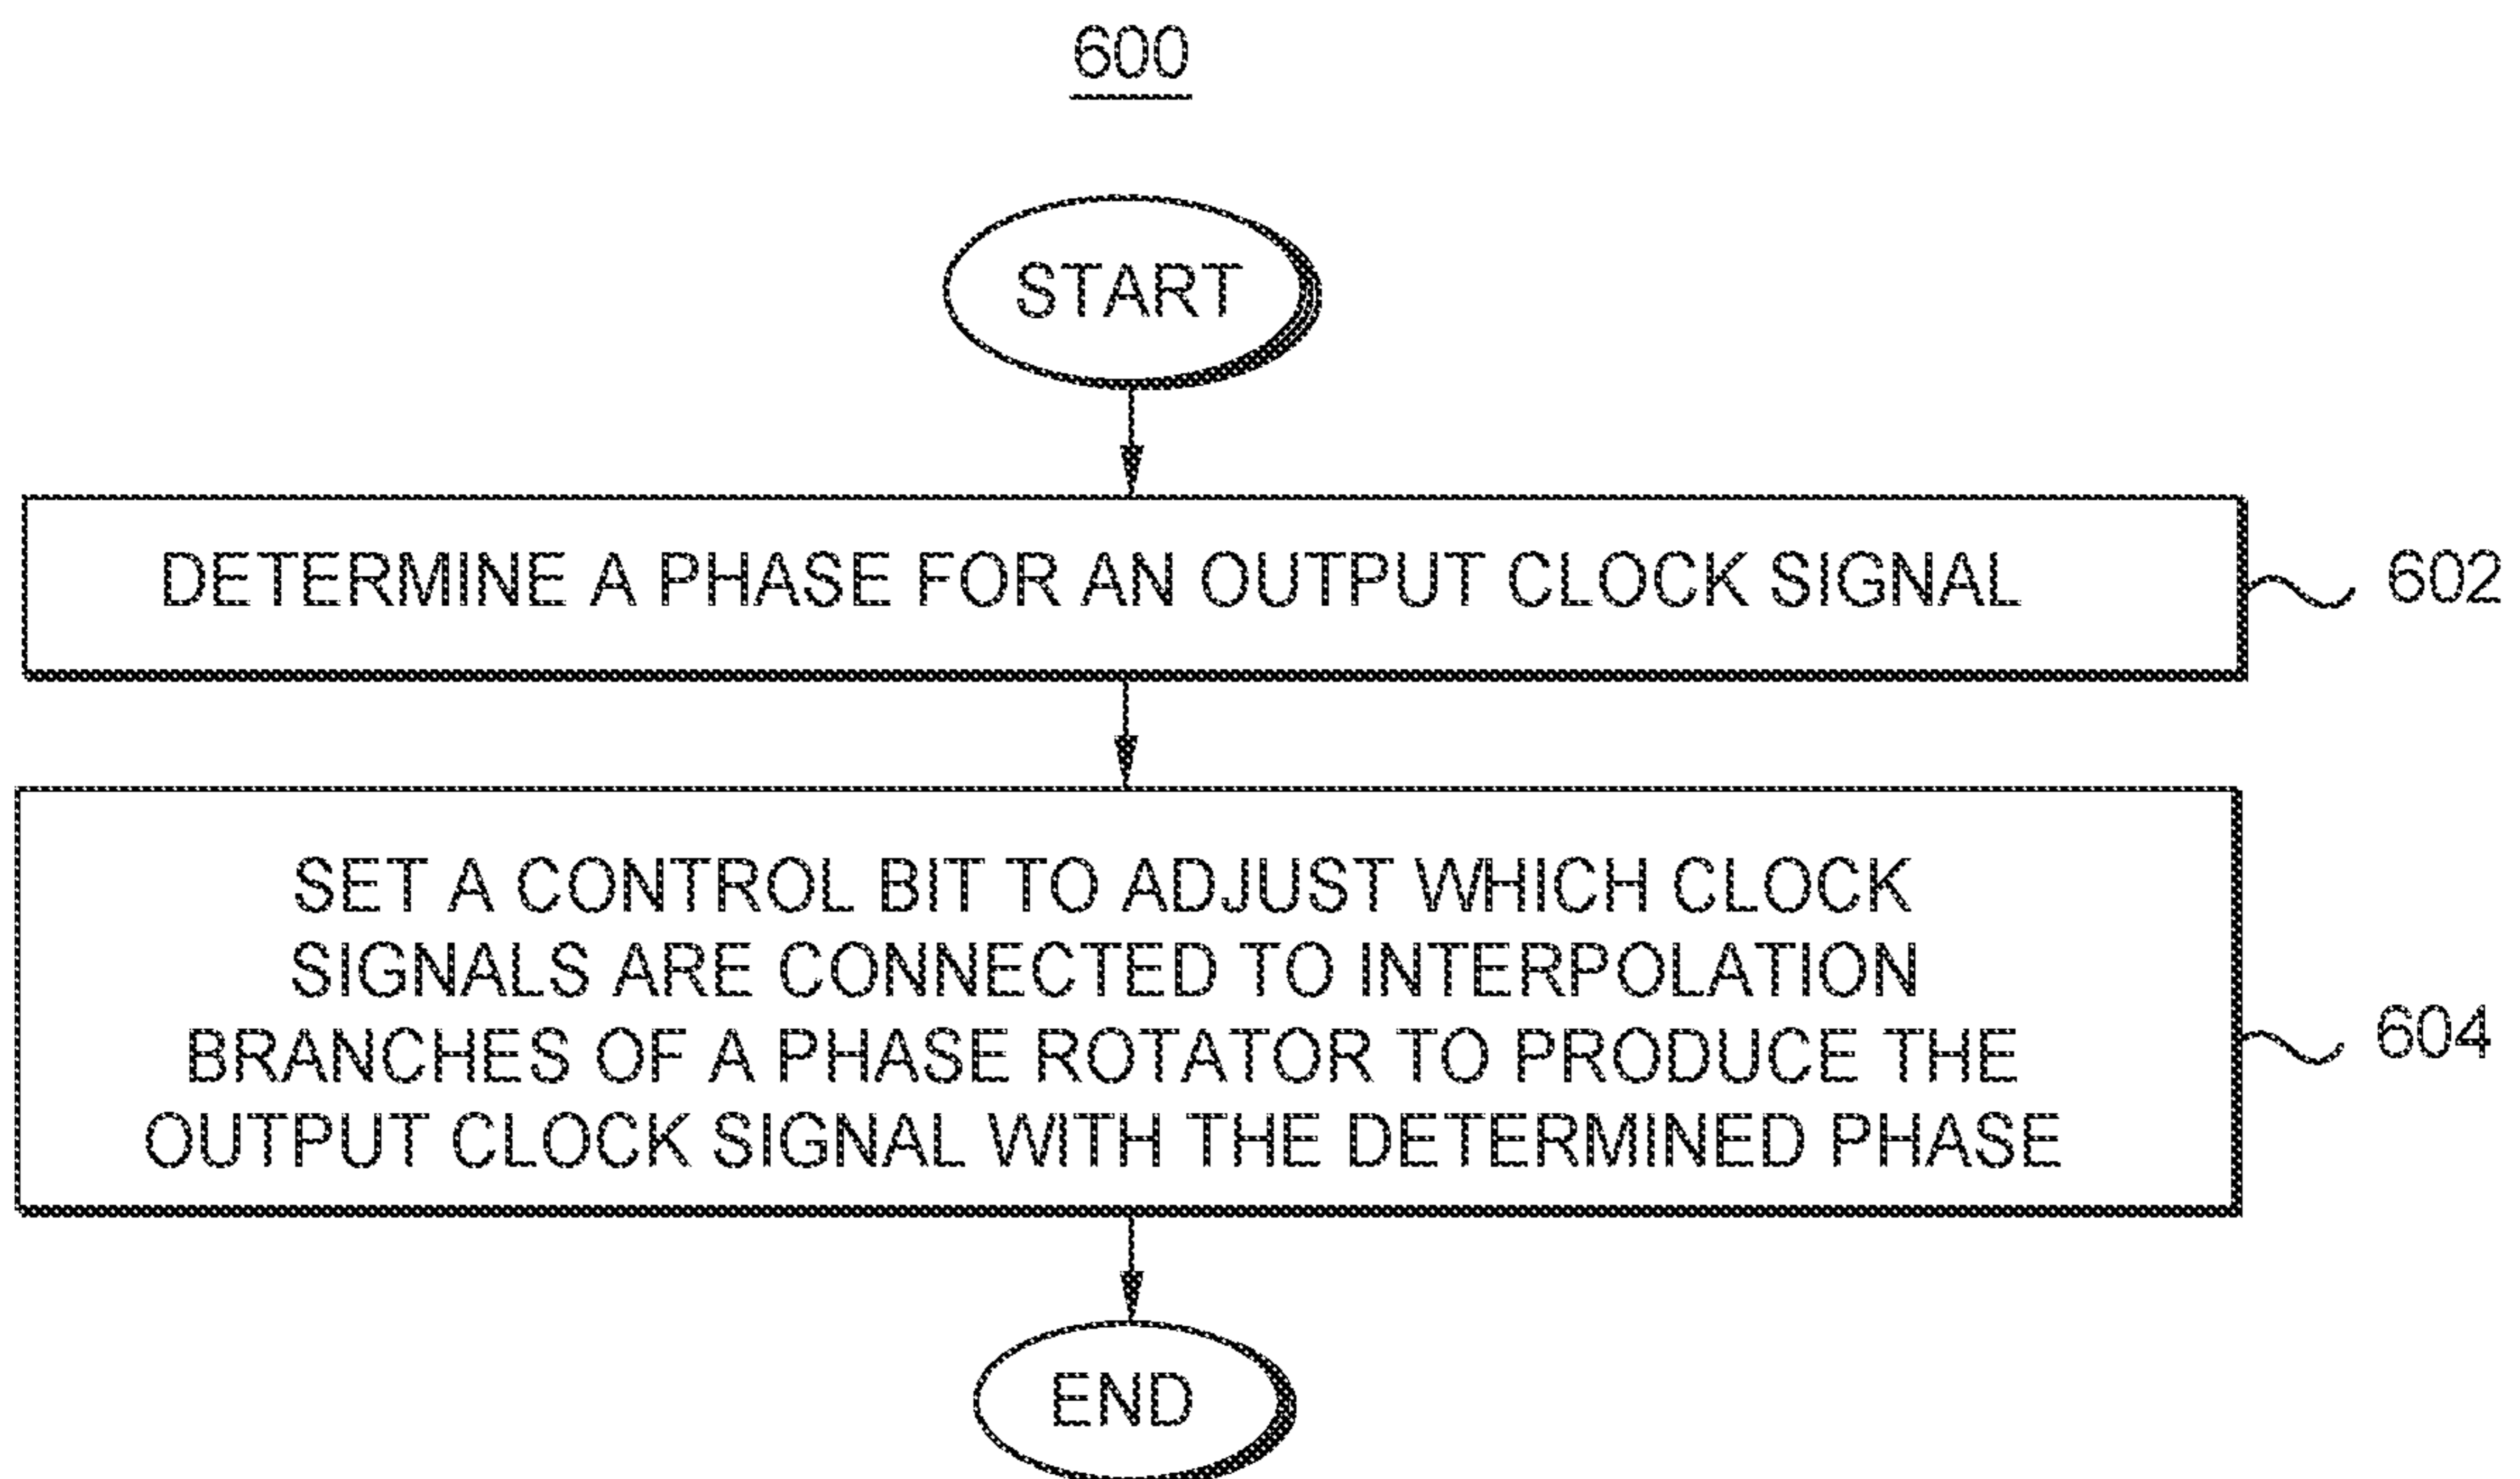 600
START
DETERMINE A PHASE FOR AN OUTPUT CLOCK SIGNAL
602
SET A CONTROL BIT TO ADJUST WHICH CLOCK
SIGNALS ARE CONNECTED TO INTERPOLATION
BRANCHES OF A PHASE ROTATOR TO PRODUCE THE
OUTPUT CLOCK SIGNAL WITH THE DETERMINED PHASE
604
END